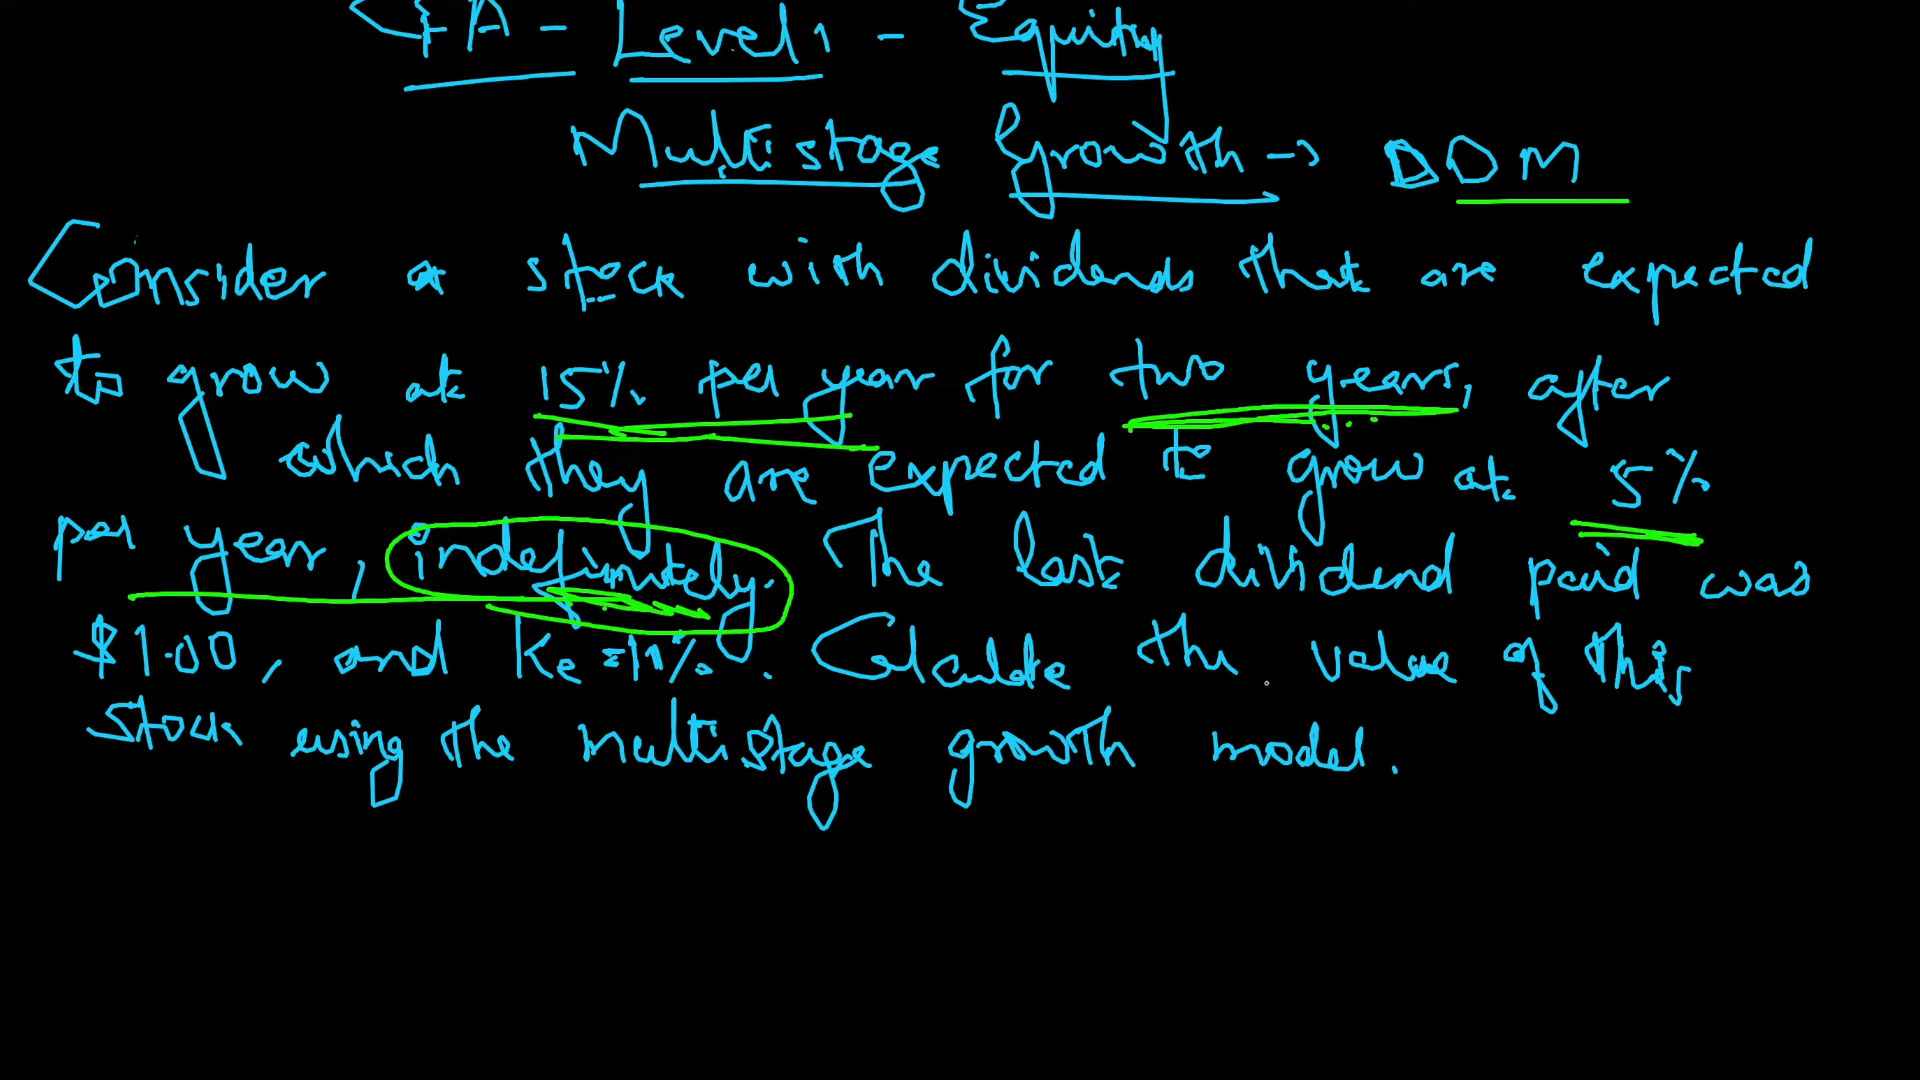 CFA - Level 1 - Equity
Multistage Growth → DDM
Consider a stock with dividends that are expected
to grow at 15% per year for two years, after
which they are expected to grow at 5%
per year, indefinitely. The last dividend paid was
$1.00, and Ke = 11%. Calculate the value of this
stock using the multistage growth model.